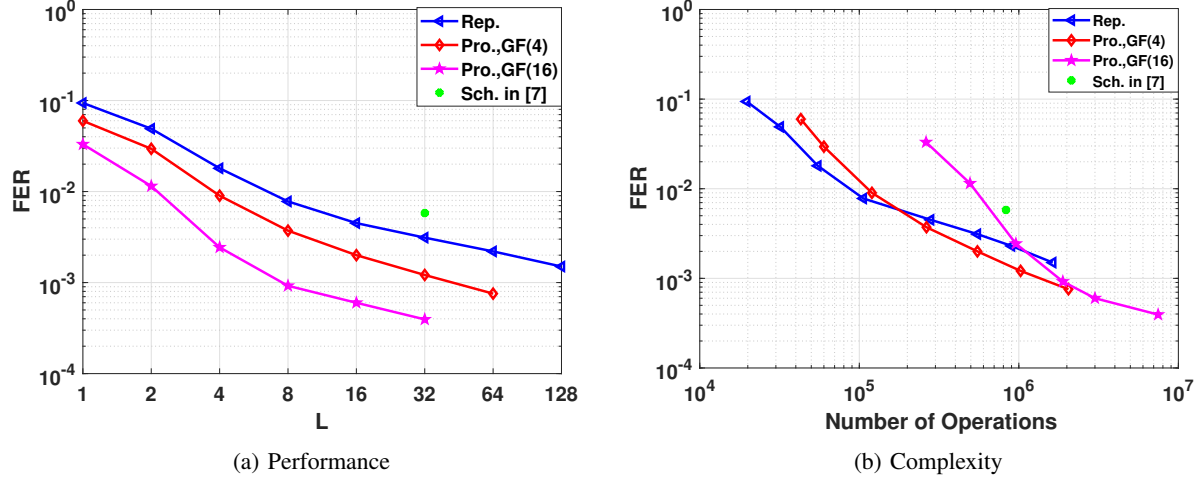 10^0
10^-1
10^-2
10^-3
10^-4
FER
1 2 4 8 16 32 64 128
L
Rep.
Pro.,GF(4)
Pro.,GF(16)
Sch. in [7]
(a) Performance
10^0
10^-1
10^-2
10^-3
10^-4
FER
10^4 10^5 10^6 10^7
Number of Operations
Rep.
Pro.,GF(4)
Pro.,GF(16)
Sch. in [7]
(b) Complexity